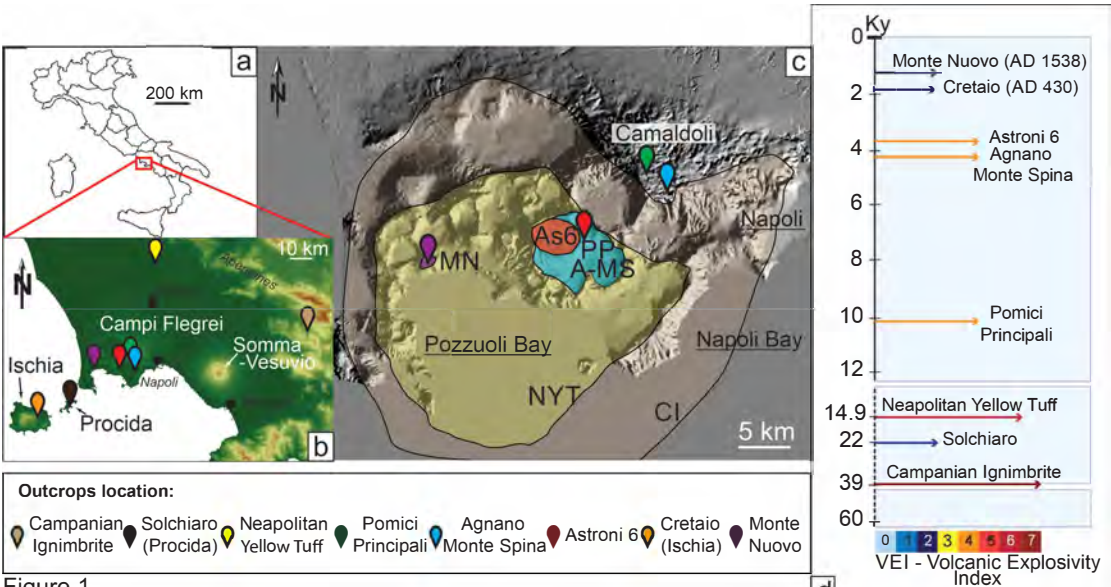 a
200 km
N
b
10 km
Apennines
Campi Flegrei
Somma
-Vesuvio
Ischia
Napoli
Procida
c
N
Camaldoli
Napoli
As6
PP
MN
A-MS
Pozzuoli Bay
Napoli Bay
NYT
CI
5 km
Outcrops location:
Campanian
Ignimbrite
Solchiaro
(Procida)
Neapolitan
Yellow Tuff
Pomici
Principali
Agnano
Monte Spina
Astroni 6
Cretaio
(Ischia)
Monte
Nuovo
Figure 1
Ky
0
Monte Nuovo (AD 1538)
Cretaio (AD 430)
2
Astroni 6
4
Agnano
Monte Spina
6
8
10
Pomici
Principali
12
Neapolitan Yellow Tuff
14.9
22
Solchiaro
Campanian Ignimbrite
39
60
0 1 2 3 4 5 6 7
VEI - Volcanic Explosivity
Index
d